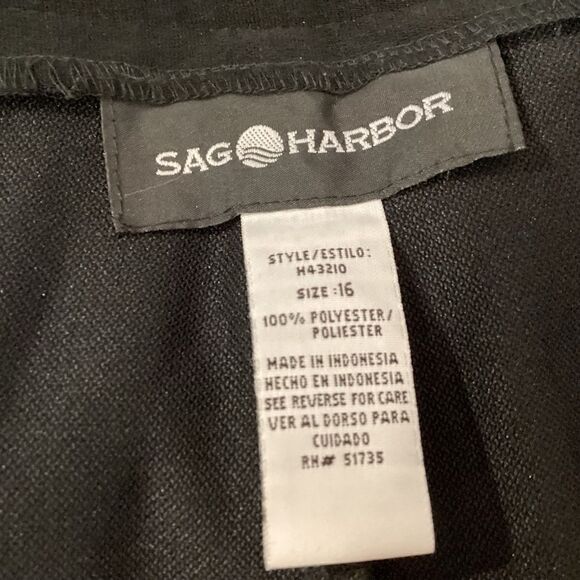 SAG HARBOR
STYLE/ESTILO:
H43210
SIZE :16
100% POLYESTER/
POLIESTER
MADE IN INDONESIA
HECHO EN INDONESIA
SEE REVERSE FOR CARE
VER AL DORSO PARA
CUIDADO
RH# 51735